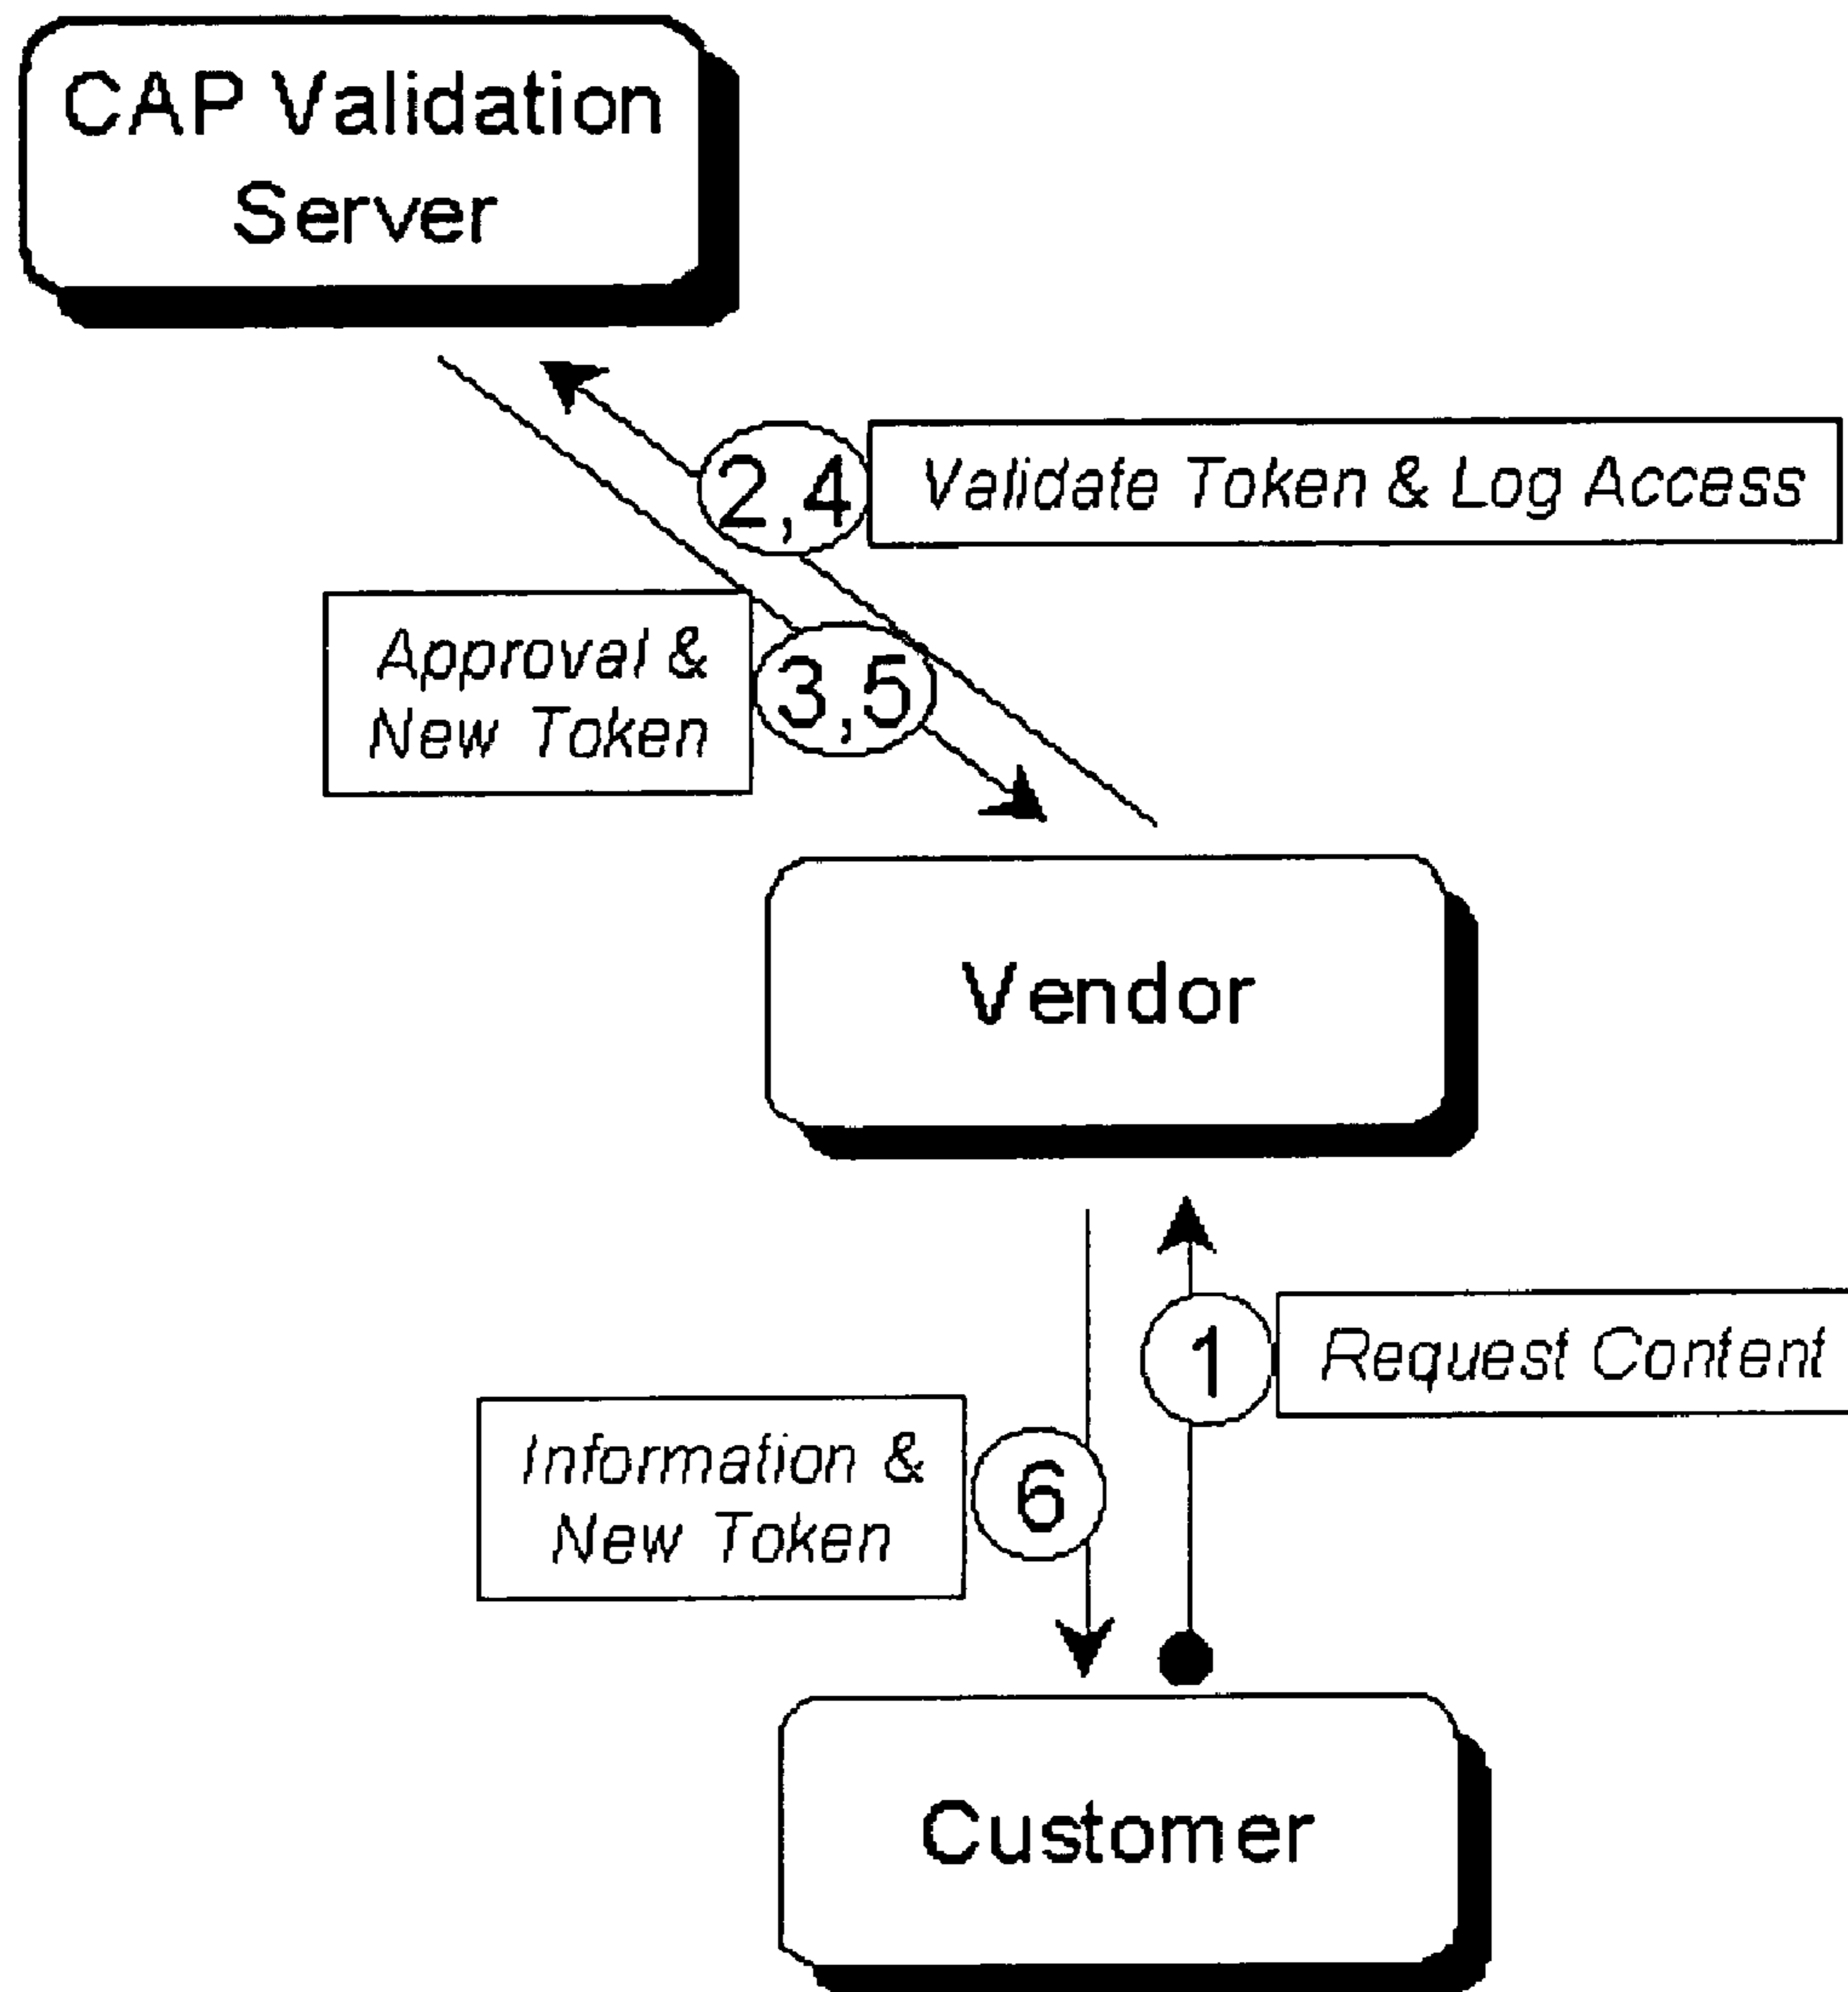 CAP Validation
Server
2,4
Validate Token & Log Access
Approval &
New Token
3,5
Vendor
1
Request Content
Information &
New Token
6
Customer